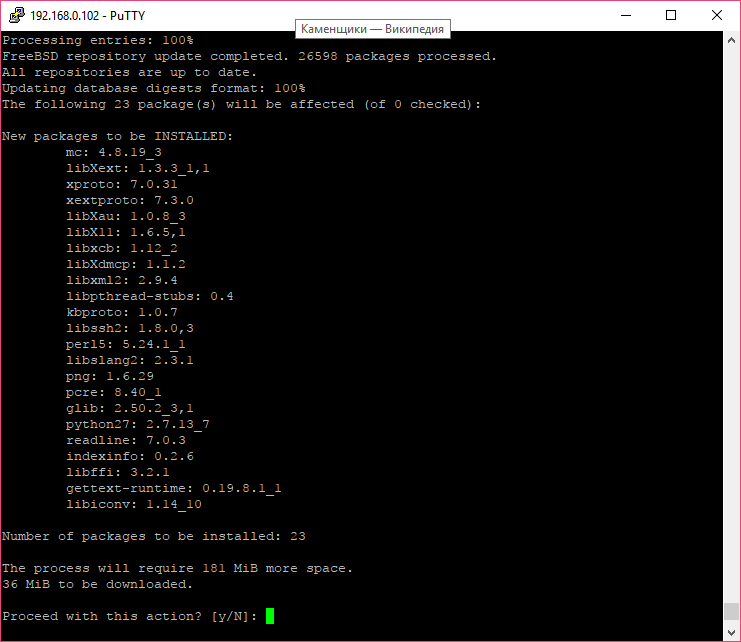 192.168.0.102 - PuTTY
Каменщики — Википедия
Processing entries: 100%
FreeBSD repository update completed. 26598 packages processed.
All repositories are up to date.
Updating database digests format: 100%
The following 23 package(s) will be affected (of 0 checked):
New packages to be INSTALLED:
mc: 4.8.19_3
libXext: 1.3.3_1,1
xproto: 7.0.31
xextproto: 7.3.0
libXau: 1.0.8_3
libX11: 1.6.5,1
libxcb: 1.12_2
libXdmcp: 1.1.2
libxml2: 2.9.4
libpthread-stubs: 0.4
kbproto: 1.0.7
libssh2: 1.8.0,3
perl5: 5.24.1_1
libslang2: 2.3.1
png: 1.6.29
pcre: 8.40_1
glib: 2.50.2_3,1
python27: 2.7.13_7
readline: 7.0.3
indexinfo: 0.2.6
libffi: 3.2.1
gettext-runtime: 0.19.8.1_1
libiconv: 1.14_10
Number of packages to be installed: 23
The process will require 181 MiB more space.
36 MiB to be downloaded.
Proceed with this action? [y/N]: